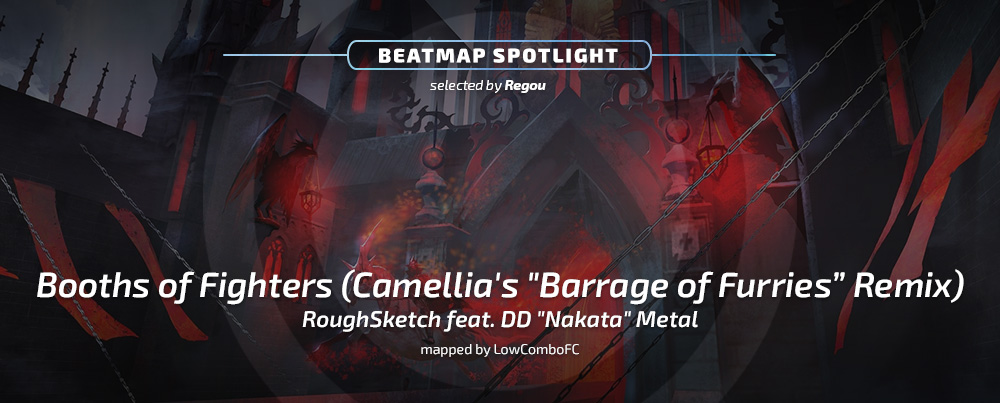 BEATMAP SPOTLIGHT
selected by Regou
Booths of Fighters (Camellia's "Barrage of Furries” Remix)
RoughSketch feat. DD "Nakata" Metal
mapped by LowComboFC